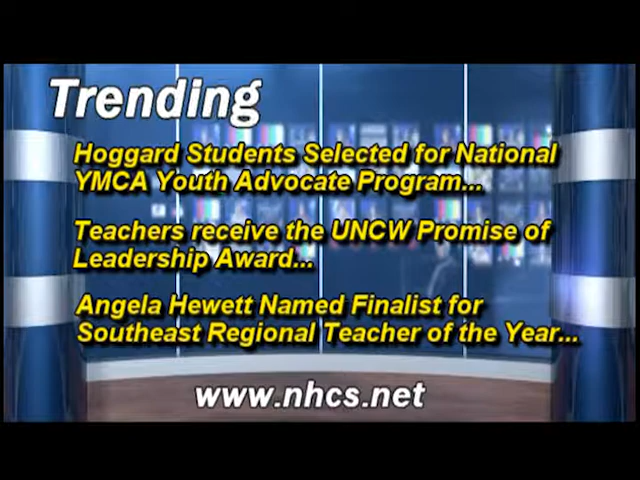 Trending
Hoggard Students Selected for National
YMCA Youth Advocate Program...
Teachers receive the UNCW Promise of
Leadership Award...
Angela Hewett Named Finalist for
Southeast Regional Teacher of the Year...
www.nhcs.net